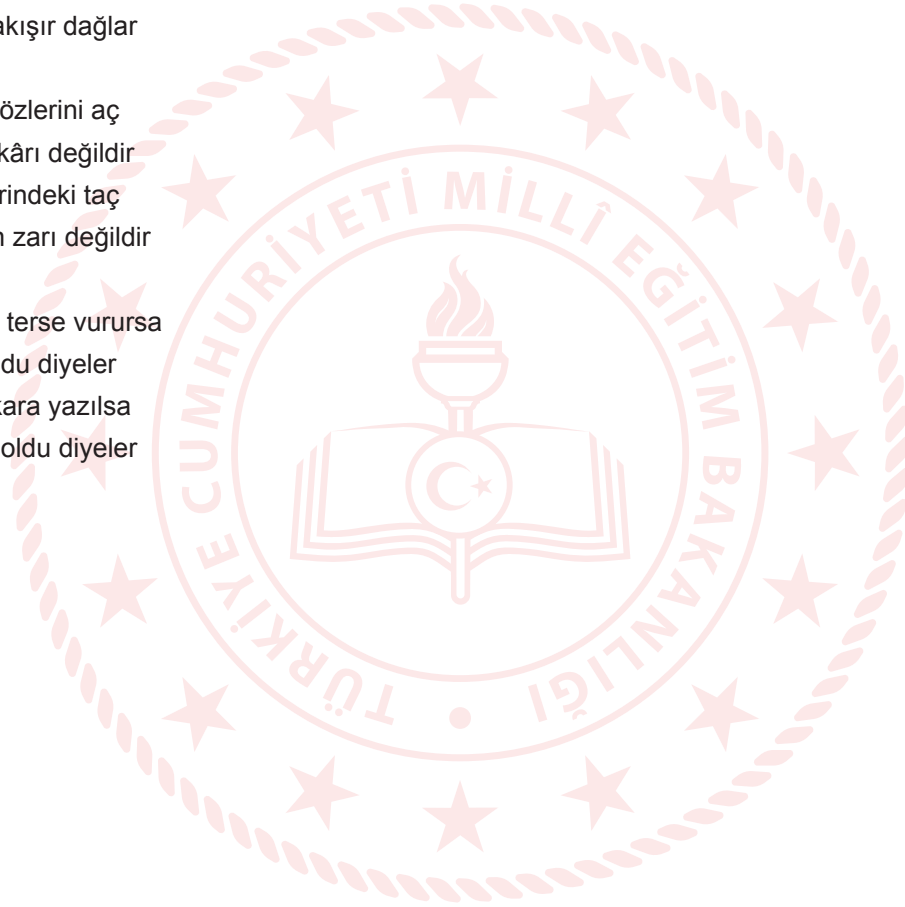 akışır dağlar
özlerini aç
kârı değildir
rindeki taç
n zarı değildir
terse vurursa
du diyeler
kara yazılsa
oldu diyeler
TÜRKİYE CUMHURİYETİ MİLLÎ EĞİTİM BAKANLIĞI